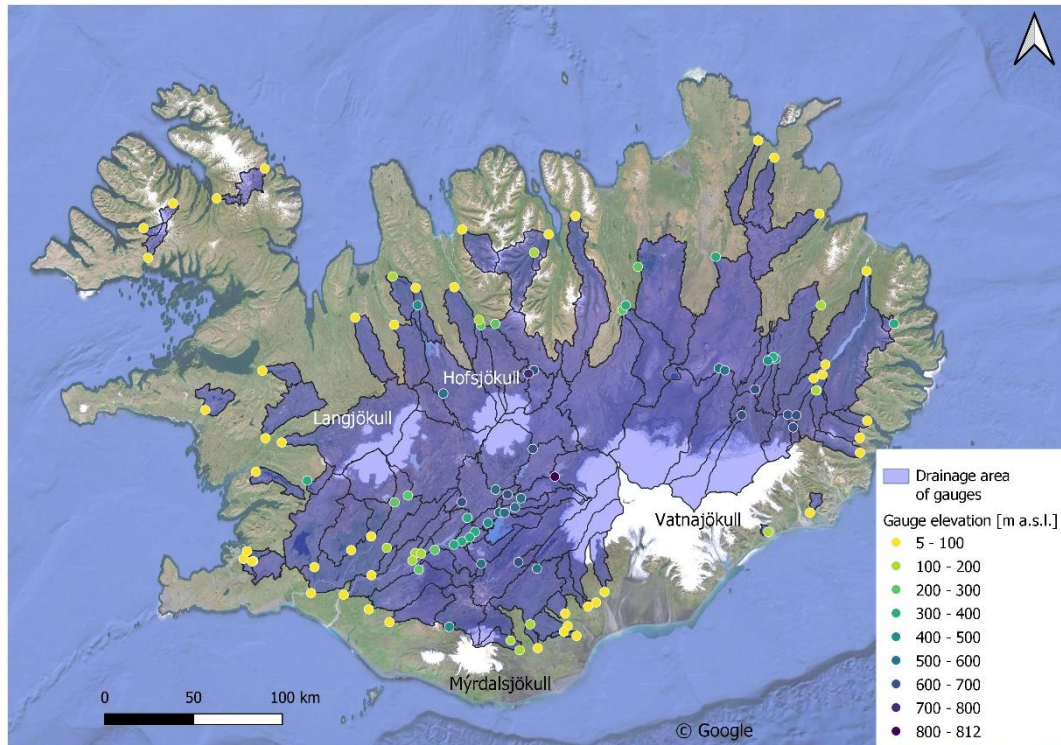 Hofsjökull
Langjökull
Vatnajökull
Mýrdalsjökull
0 50 100 km
© Google
Drainage area
of gauges
Gauge elevation [m a.s.l.]
5 - 100
100 - 200
200 - 300
300 - 400
400 - 500
500 - 600
600 - 700
700 - 800
800 - 812